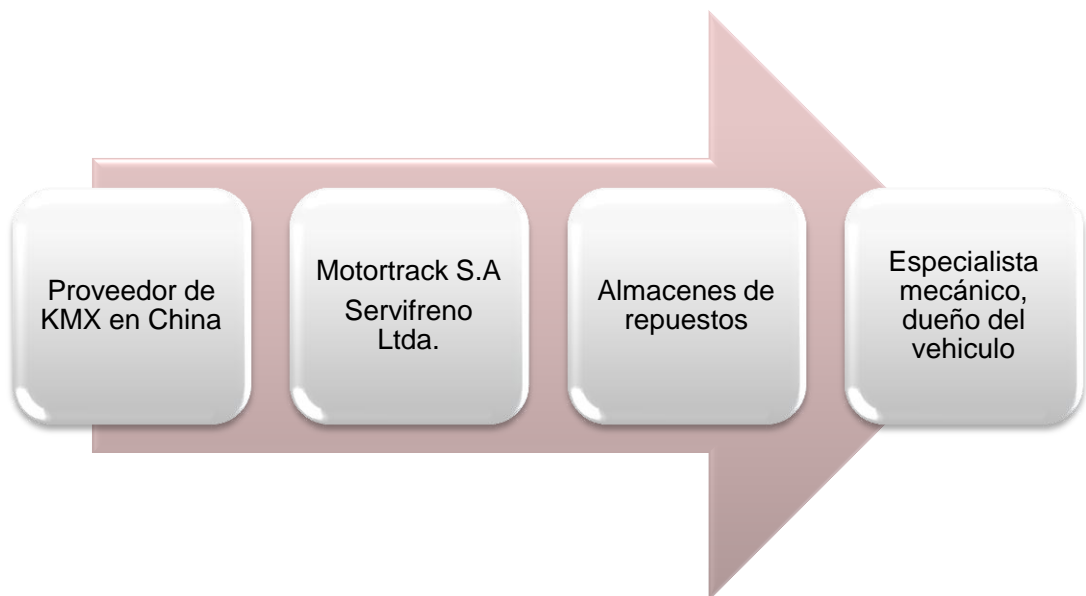 Proveedor de
KMX en China
Motortrack S.A
Servifreno
Ltda.
Almacenes de
repuestos
Especialista
mecánico,
dueño del
vehiculo